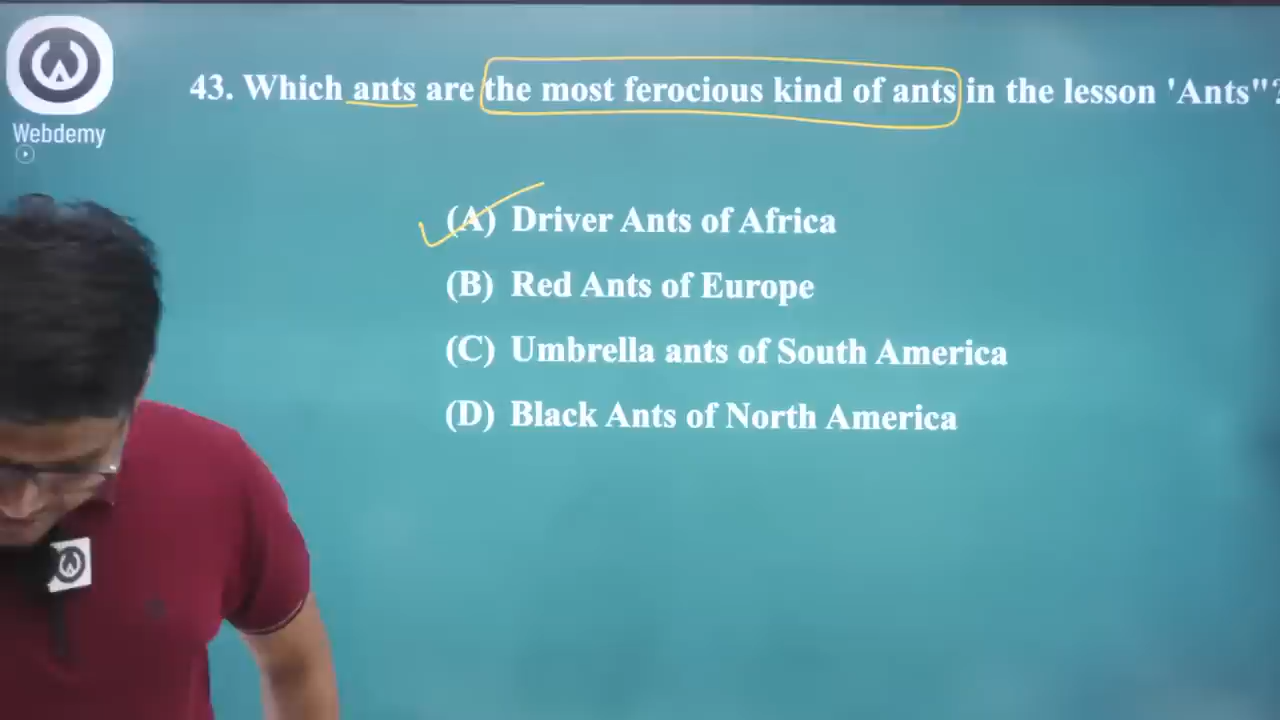 Webdemy
43. Which ants are the most ferocious kind of ants in the lesson 'Ants"?
(A) Driver Ants of Africa
(B) Red Ants of Europe
(C) Umbrella ants of South America
(D) Black Ants of North America